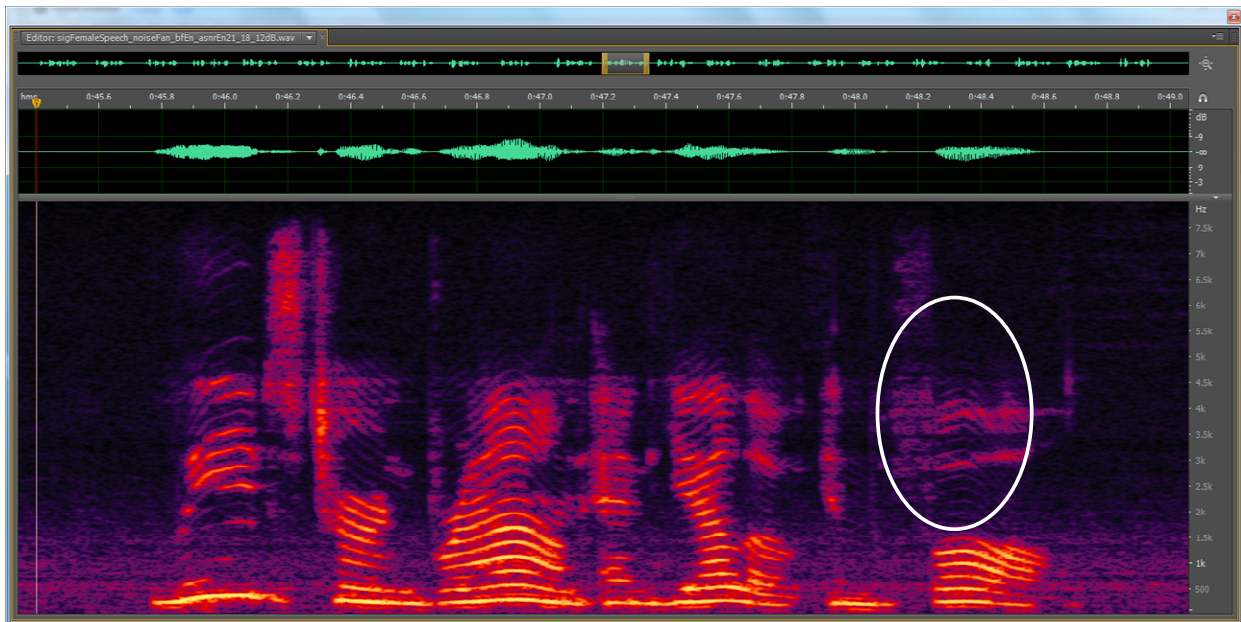 Editor: sigFemaleSpeech_noiseFan_bfEn_asnrEn21_18_12dB.wav
hms 0:45.6 0:45.8 0:46.0 0:46.2 0:46.4 0:46.6 0:46.8 0:47.0 0:47.2 0:47.4 0:47.6 0:47.8 0:48.0 0:48.2 0:48.4 0:48.6 0:48.8 0:49.0
dB
-9
-∞
-9
-3
Hz
7.5k
7k
6.5k
6k
5.5k
5k
4.5k
4k
3.5k
3k
2.5k
2k
1.5k
1k
500